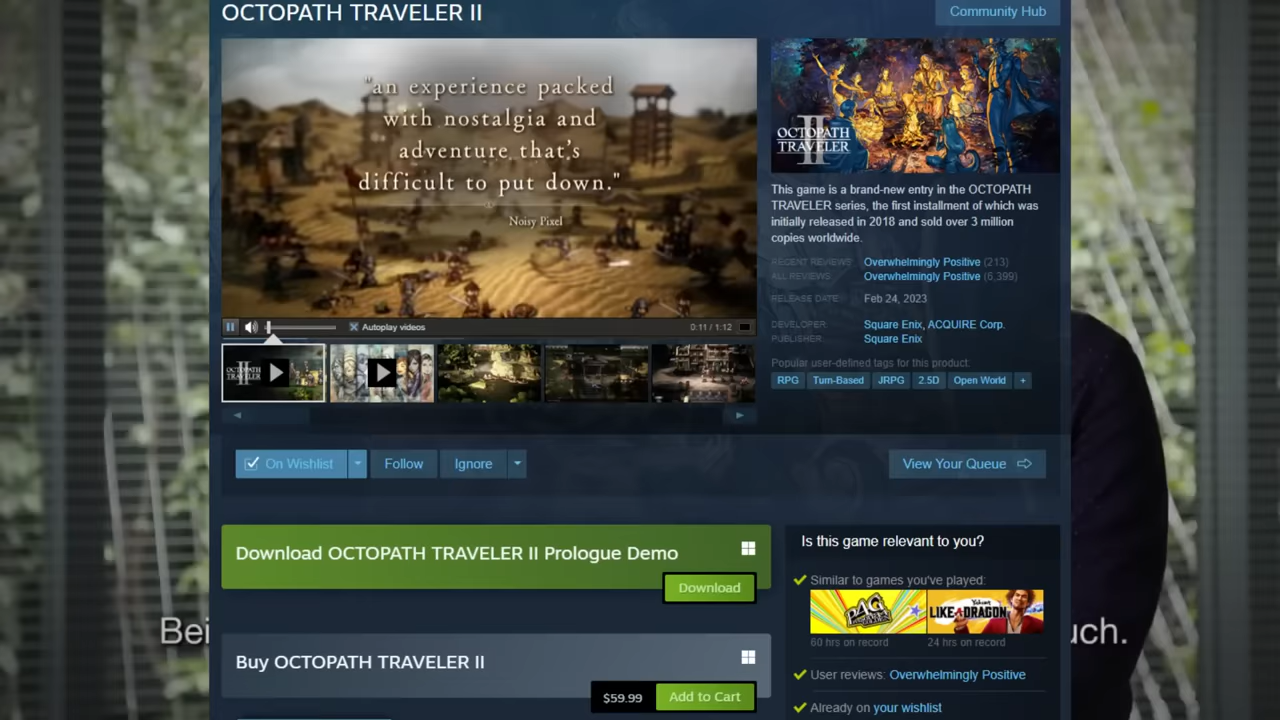 OCTOPATH TRAVELER II
Community Hub
"an experience packed
with nostalgia and
adventure that's
difficult to put down."
Noisy Pixel
OCTOPATH
TRAVELER
II
This game is a brand-new entry in the OCTOPATH
TRAVELER series, the first installment of which was
initially released in 2018 and sold over 3 million
copies worldwide.
RECENT REVIEWS: Overwhelmingly Positive (213)
ALL REVIEWS: Overwhelmingly Positive (6,399)
RELEASE DATE: Feb 24, 2023
DEVELOPER: Square Enix, ACQUIRE Corp.
PUBLISHER: Square Enix
Popular user-defined tags for this product:
RPG Turn-Based JRPG 2.5D Open World +
Autoplay videos 0:11 / 1:12
On Wishlist Follow Ignore View Your Queue
Download OCTOPATH TRAVELER II Prologue Demo
Download
Buy OCTOPATH TRAVELER II
$59.99 Add to Cart
Is this game relevant to you?
Similar to games you've played:
P4G
Yakuza
LIKE A DRAGON
60 hrs on record 24 hrs on record
User reviews: Overwhelmingly Positive
Already on your wishlist
Bei
uch.